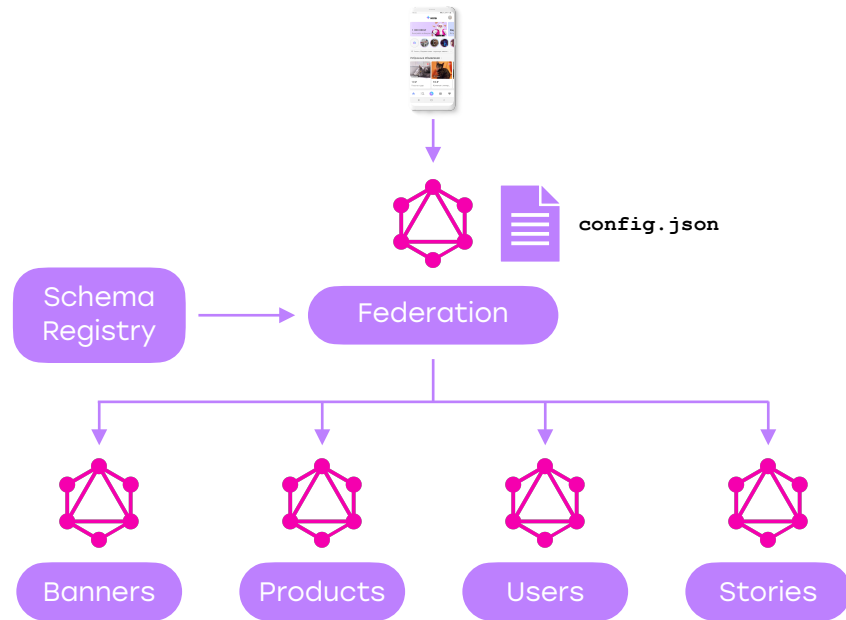 config.json
Schema
Registry
Federation
Banners
Products
Users
Stories